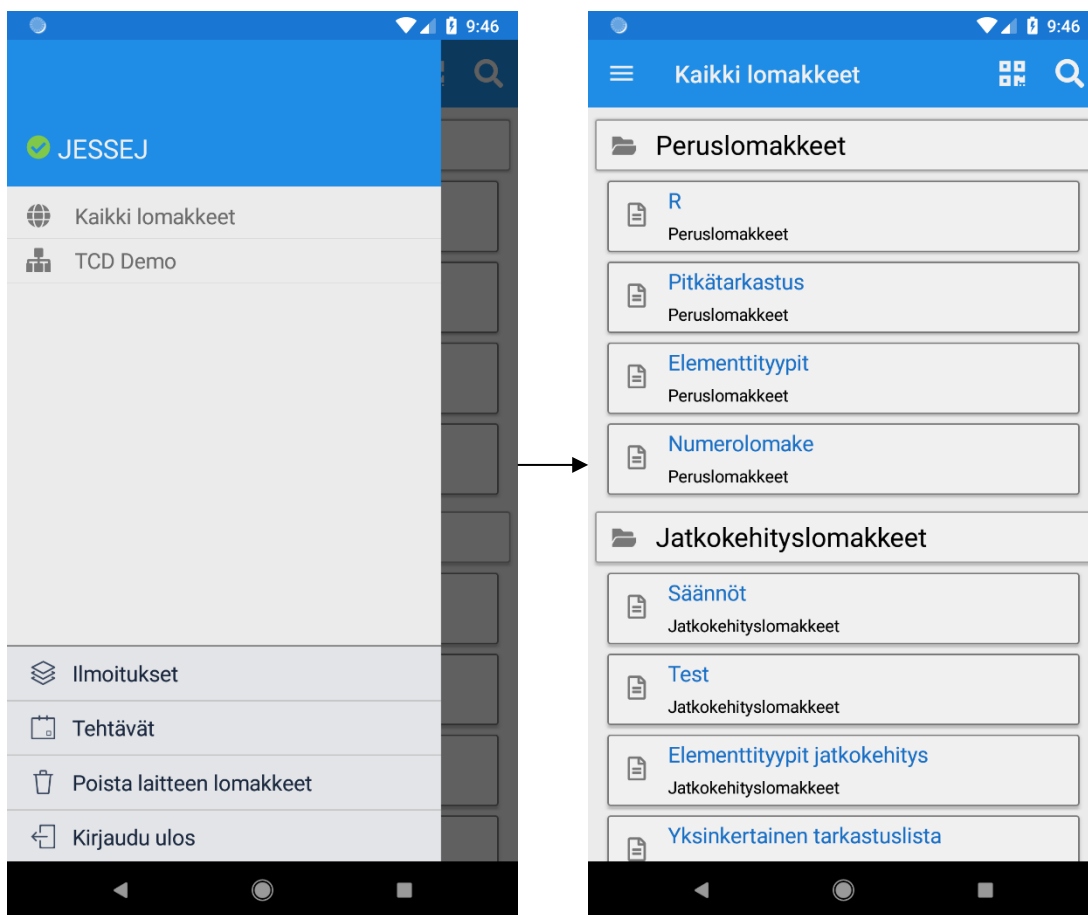 9:46
JESSEJ
Kaikki lomakkeet
TCD Demo
Ilmoitukset
Tehtävät
Poista laitteen lomakkeet
Kirjaudu ulos
9:46
Kaikki lomakkeet
Peruslomakkeet
R
Peruslomakkeet
Pitkätarkastus
Peruslomakkeet
Elementtityypit
Peruslomakkeet
Numerolomake
Peruslomakkeet
Jatkokehityslomakkeet
Säännöt
Jatkokehityslomakkeet
Test
Jatkokehityslomakkeet
Elementtityypit jatkokehitys
Jatkokehityslomakkeet
Yksinkertainen tarkastuslista